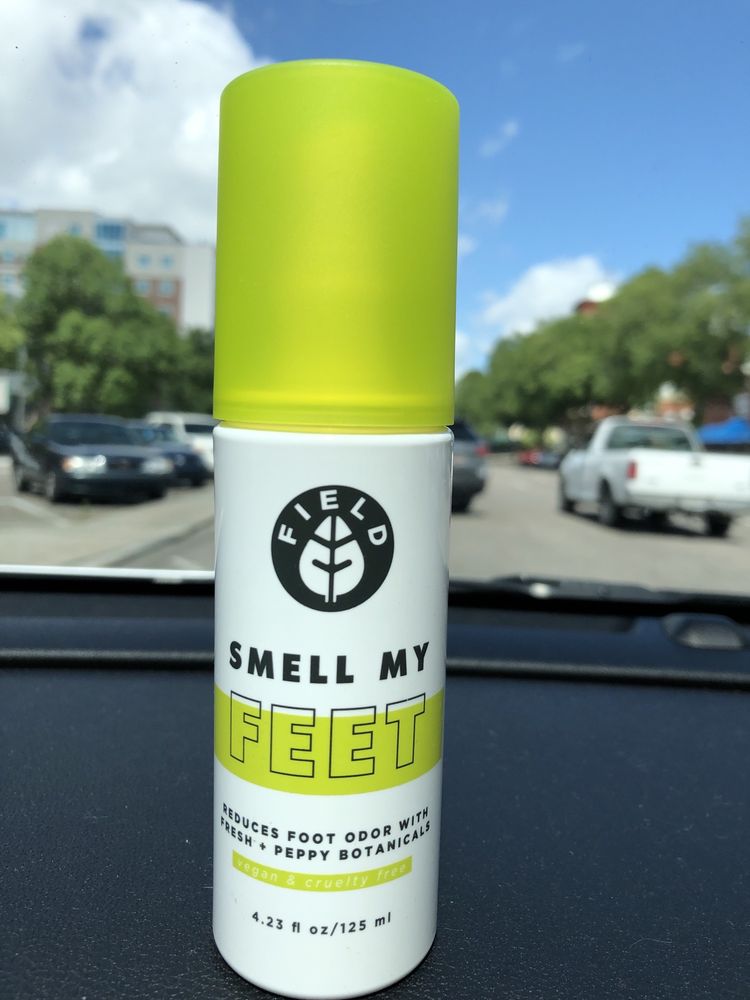 FIELD
SMELL MY
FEET
REDUCES FOOT ODOR WITH
FRESH + PEPPY BOTANICALS
vegan & cruelty free
4.23 fl oz/125 ml